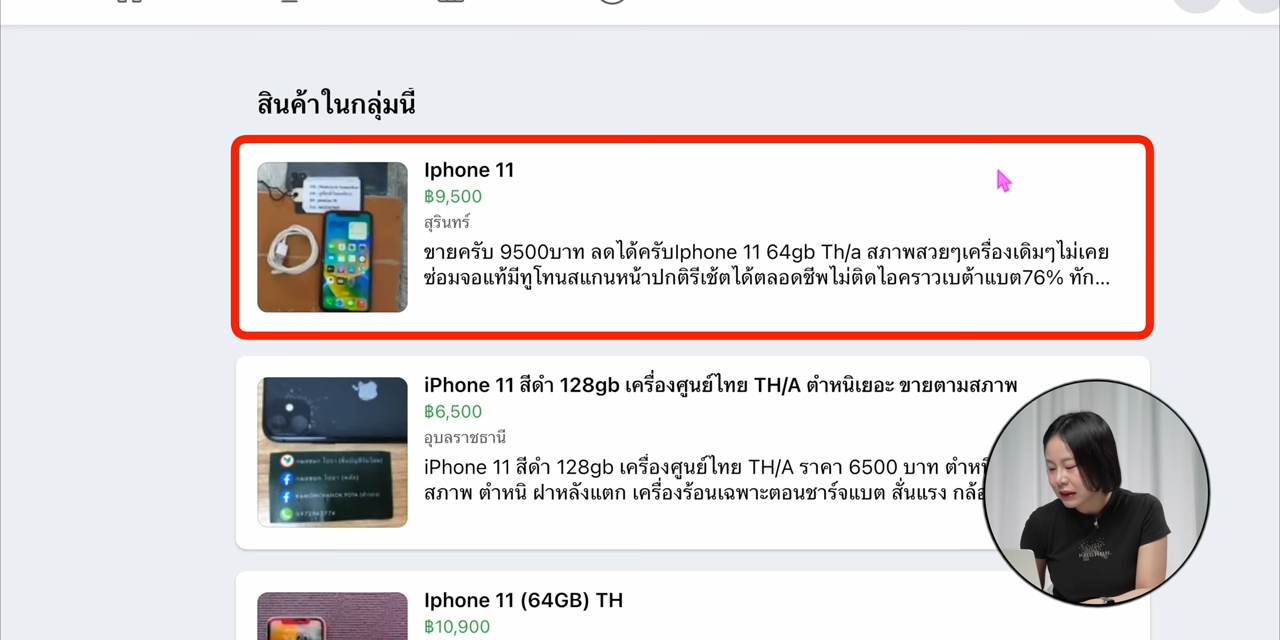 สินค้าในกลุ่มนี้
Iphone 11
฿9,500
สุรินทร์
ขายครับ 9500บาท ลดได้ครับIphone 11 64gb Th/a สภาพสวยๆเครื่องเดิมๆไม่เคย
ซ่อมจอแท้มีทูโทนสแกนหน้าปกติรีเซ้ตได้ตลอดชีพไม่ติดไอคราวเบต้าแบต76% ทัก...
iPhone 11 สีดำ 128gb เครื่องศูนย์ไทย TH/A ตำหนิเยอะ ขายตามสภาพ
฿6,500
อุบลราชธานี
iPhone 11 สีดำ 128gb เครื่องศูนย์ไทย TH/A ราคา 6500 บาท ตำหนิ
สภาพ ตำหนิ ฝาหลังแตก เครื่องร้อนเฉพาะตอนชาร์จแบต สั่นแรง กล้อ
Iphone 11 (64GB) TH
฿10,900